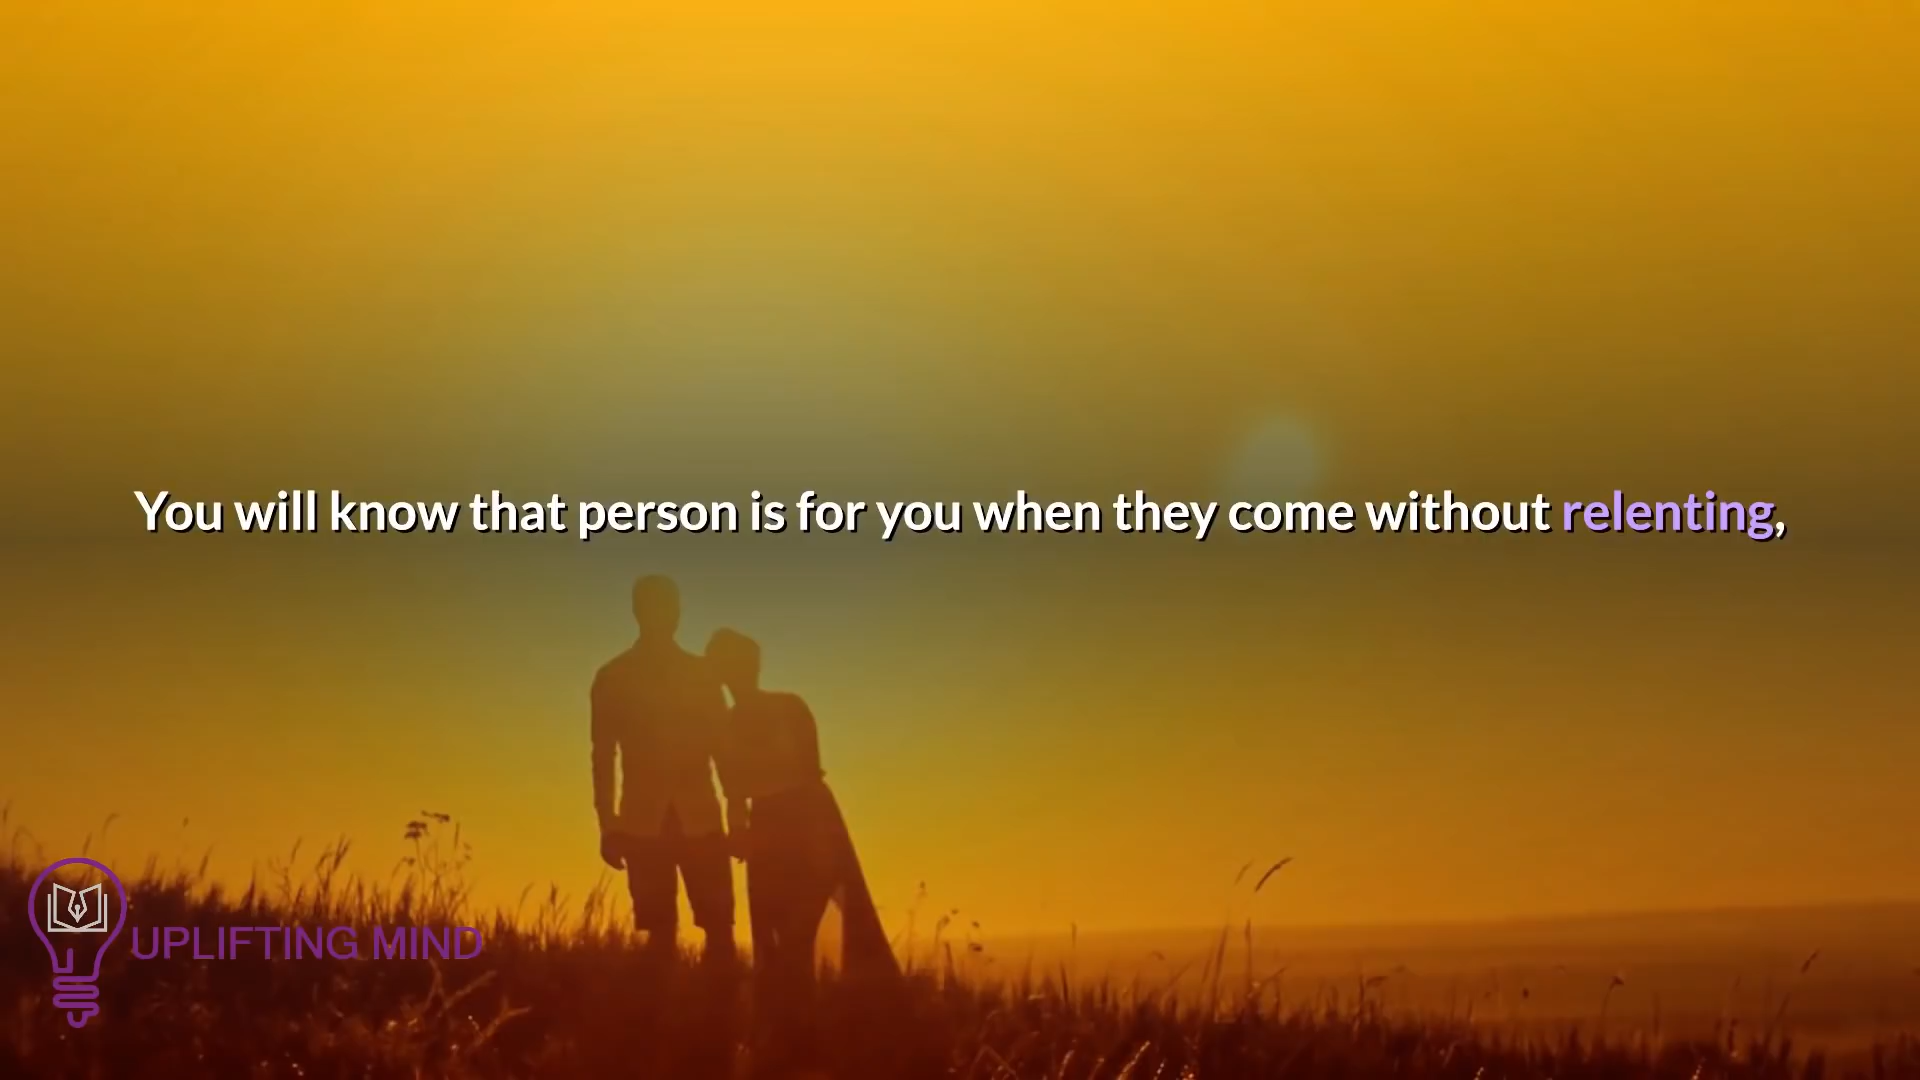 You will know that person is for you when they come without relenting,
UPLIFTING MIND